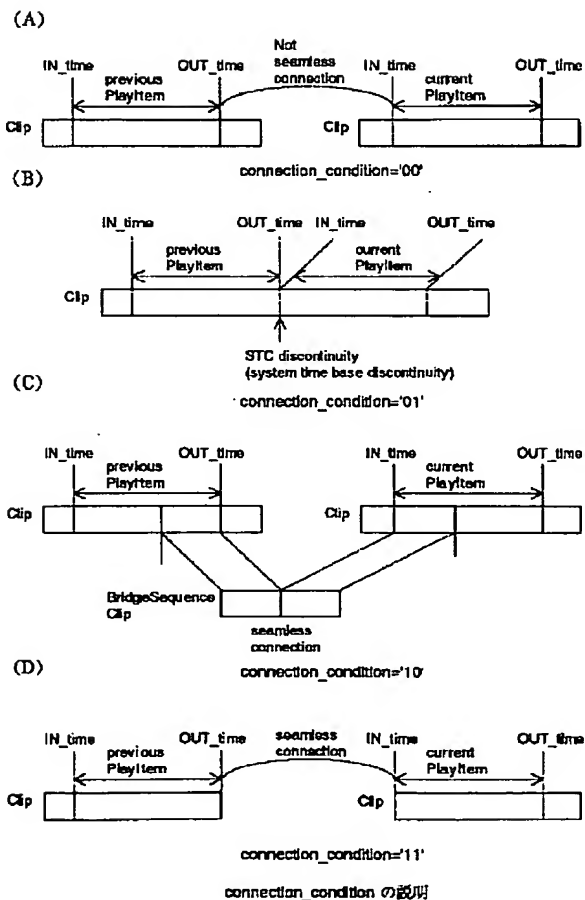 (A)
IN_time
previous
PlayItem
OUT_time
Not
seamless
connection
IN_time
current
PlayItem
OUT_time
Clip
Clip
connection_condition='00'
(B)
IN_time
previous
PlayItem
OUT_time
IN_time
current
PlayItem
OUT_time
Clip
STC discontinuity
(system time base discontinuity)
(C)
connection_condition='01'
IN_time
previous
PlayItem
OUT_time
IN_time
current
PlayItem
OUT_time
Clip
Clip
BridgeSequence
Clip
seamless
connection
(D)
connection_condition='10'
IN_time
previous
PlayItem
OUT_time
seamless
connection
IN_time
current
PlayItem
OUT_time
Clip
Clip
connection_condition='11'
connection_condition の説明